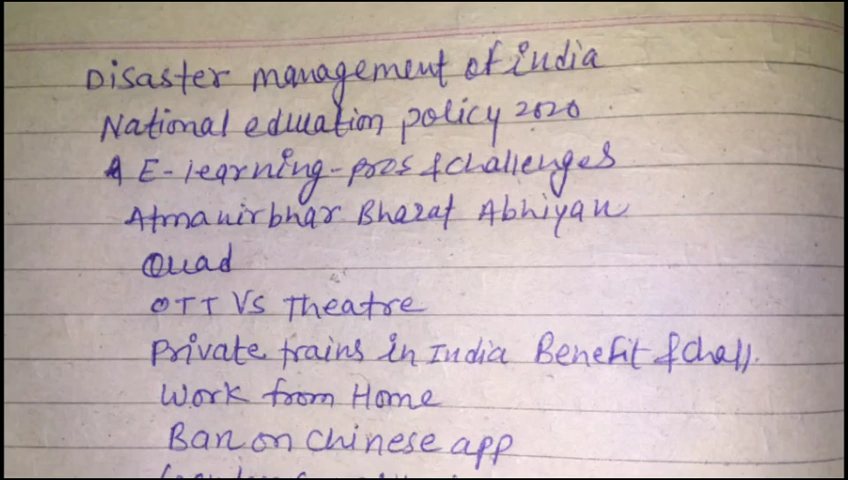 Disaster management of india
National education policy 2020
E-learning-pros & challenges
Atmanirbhar Bharat Abhiyan
Quad
OTT VS Theatre
Private trains in India Benefit & chall.
Work from Home
Ban on chinese app